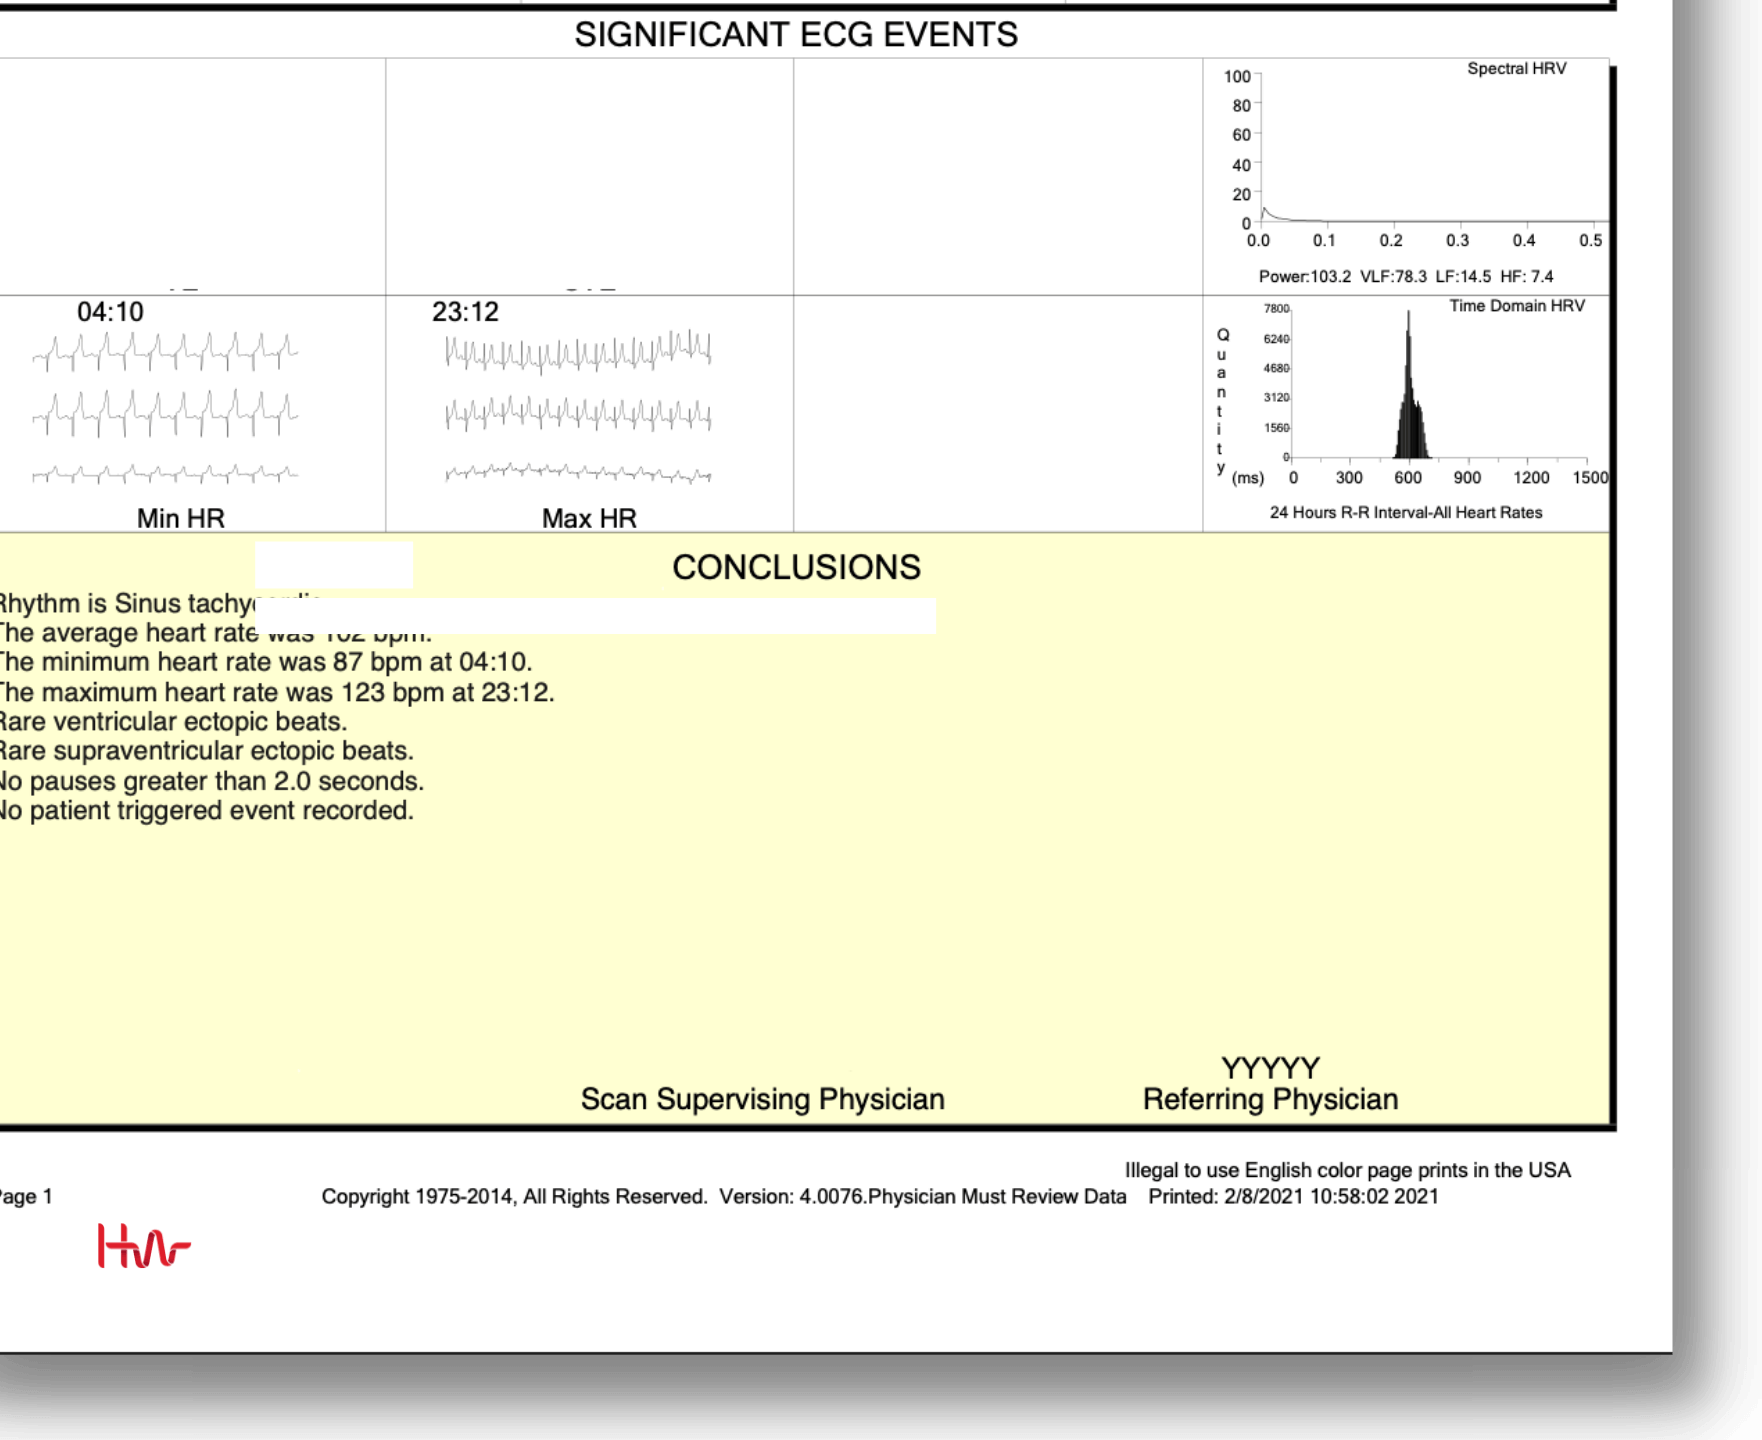 SIGNIFICANT ECG EVENTS
Spectral HRV
100
80
60
40
20
0
0.0 0.1 0.2 0.3 0.4 0.5
Power:103.2 VLF:78.3 LF:14.5 HF: 7.4
04:10
23:12
Min HR
Max HR
Time Domain HRV
Quantity
7800
6240
4680
3120
1560
0
(ms) 0 300 600 900 1200 1500
24 Hours R-R Interval-All Heart Rates
CONCLUSIONS
Rhythm is Sinus tachycardia
The average heart rate was 102 bpm.
The minimum heart rate was 87 bpm at 04:10.
The maximum heart rate was 123 bpm at 23:12.
Rare ventricular ectopic beats.
Rare supraventricular ectopic beats.
No pauses greater than 2.0 seconds.
No patient triggered event recorded.
YYYYY
Scan Supervising Physician
Referring Physician
Illegal to use English color page prints in the USA
Page 1
Copyright 1975-2014, All Rights Reserved. Version: 4.0076.Physician Must Review Data Printed: 2/8/2021 10:58:02 2021